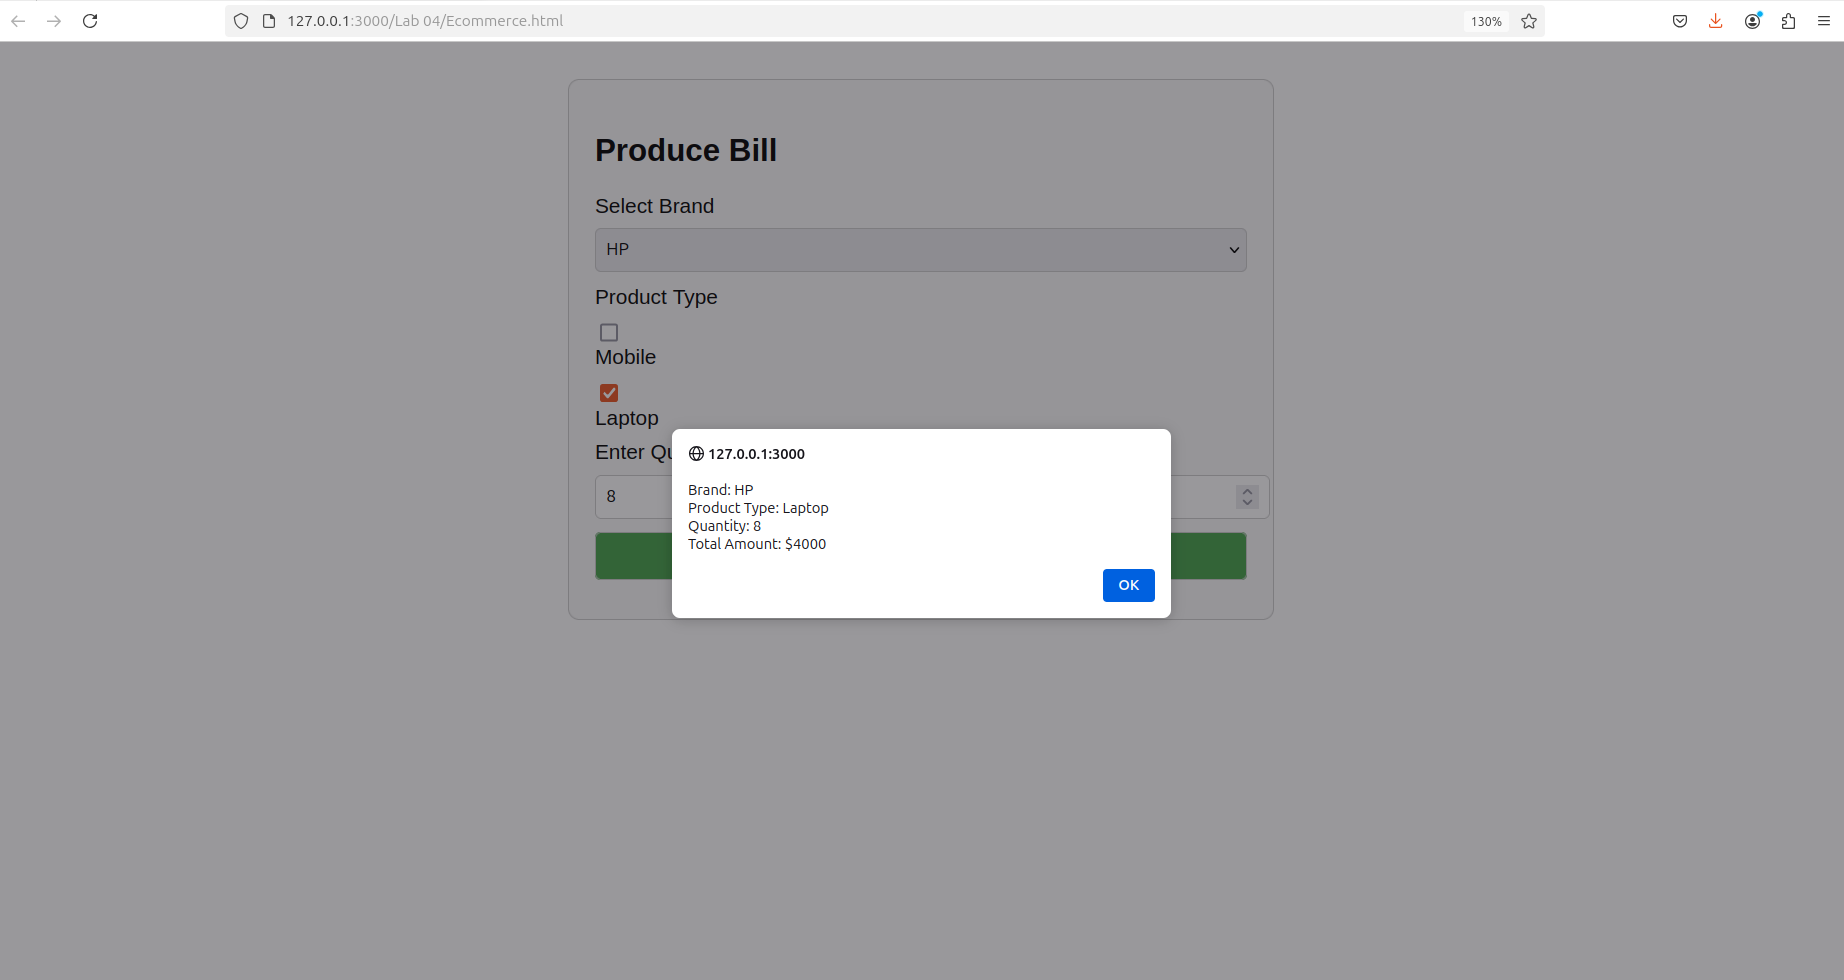 127.0.0.1:3000/Lab 04/Ecommerce.html
130%
Produce Bill
Select Brand
HP
Product Type
Mobile
Laptop
Enter Qu
8
127.0.0.1:3000
Brand: HP
Product Type: Laptop
Quantity: 8
Total Amount: $4000
OK